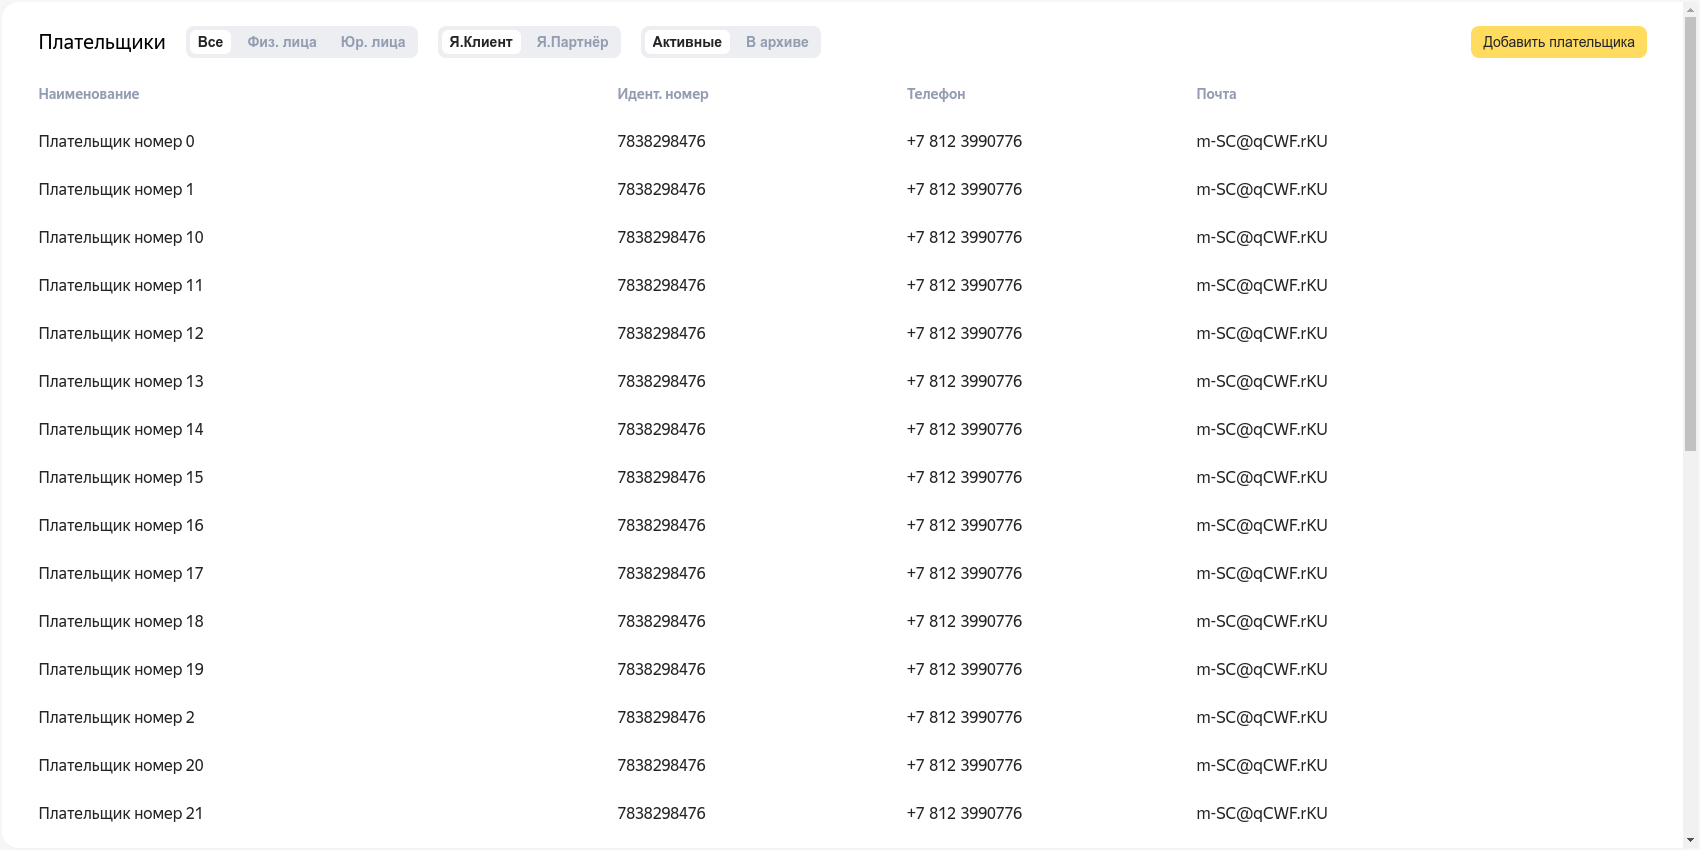 Плательщики Все Физ. лица Юр. лица Я.Клиент Я.Партнёр Активные В архиве Добавить плательщика
Наименование Идент. номер Телефон Почта
Плательщик номер 0 7838298476 +7 812 3990776 m-SC@qCWF.rKU
Плательщик номер 1 7838298476 +7 812 3990776 m-SC@qCWF.rKU
Плательщик номер 10 7838298476 +7 812 3990776 m-SC@qCWF.rKU
Плательщик номер 11 7838298476 +7 812 3990776 m-SC@qCWF.rKU
Плательщик номер 12 7838298476 +7 812 3990776 m-SC@qCWF.rKU
Плательщик номер 13 7838298476 +7 812 3990776 m-SC@qCWF.rKU
Плательщик номер 14 7838298476 +7 812 3990776 m-SC@qCWF.rKU
Плательщик номер 15 7838298476 +7 812 3990776 m-SC@qCWF.rKU
Плательщик номер 16 7838298476 +7 812 3990776 m-SC@qCWF.rKU
Плательщик номер 17 7838298476 +7 812 3990776 m-SC@qCWF.rKU
Плательщик номер 18 7838298476 +7 812 3990776 m-SC@qCWF.rKU
Плательщик номер 19 7838298476 +7 812 3990776 m-SC@qCWF.rKU
Плательщик номер 2 7838298476 +7 812 3990776 m-SC@qCWF.rKU
Плательщик номер 20 7838298476 +7 812 3990776 m-SC@qCWF.rKU
Плательщик номер 21 7838298476 +7 812 3990776 m-SC@qCWF.rKU